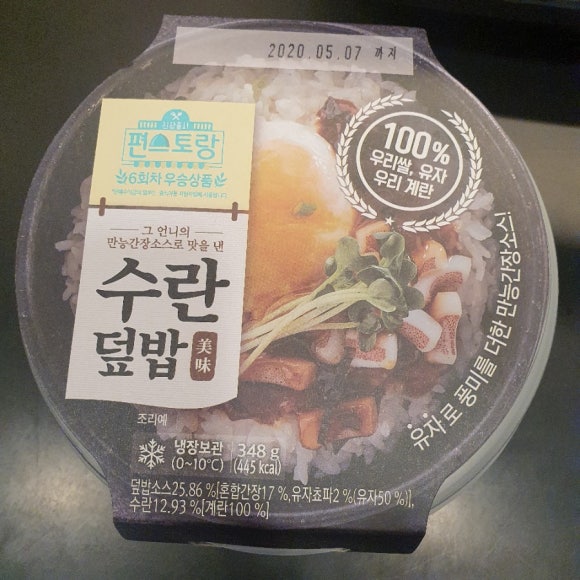 2020.05.07 까지
신상출시
편스토랑
6회차 우승상품
100%
우리쌀, 유자
우리 계란
그 언니의
만능간장소스로 맛을 낸
수란
덮밥
美味
유자로 풍미를 더한 만능간장소스!
조리예
냉장보관
(0~10℃)
348 g
(445 kcal)
덮밥소스25.86 %[혼합간장17 %,유자쵸파2 %(유자50 %)],
수란12.93 %[계란100 %]